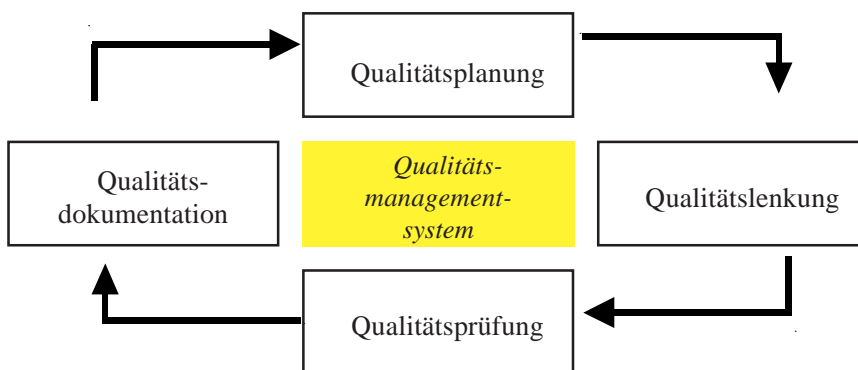 Qualitätsplanung
Qualitäts-
dokumentation
Qualitäts-
management-
system
Qualitätslenkung
Qualitätsprüfung